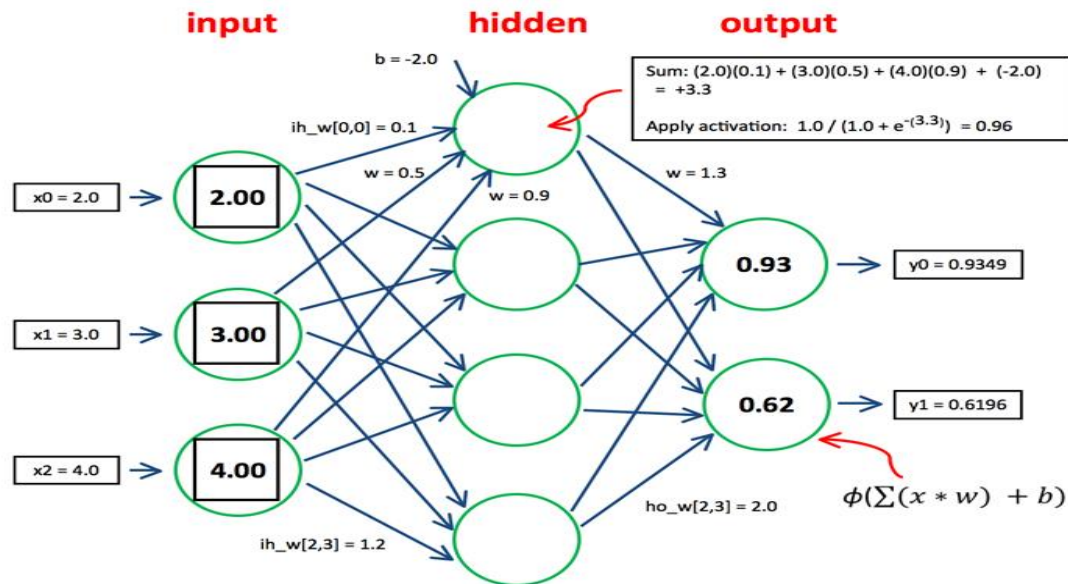 input hidden output
b = -2.0
Sum: (2.0)(0.1) + (3.0)(0.5) + (4.0)(0.9) + (-2.0)
= +3.3
Apply activation: 1.0 / (1.0 + e^-(3.3)) = 0.96
ih_w[0,0] = 0.1
w = 0.5
w = 0.9
w = 1.3
x0 = 2.0
2.00
0.93
y0 = 0.9349
x1 = 3.0
3.00
0.62
y1 = 0.6196
x2 = 4.0
4.00
ϕ(∑(x * w) + b)
ho_w[2,3] = 2.0
ih_w[2,3] = 1.2